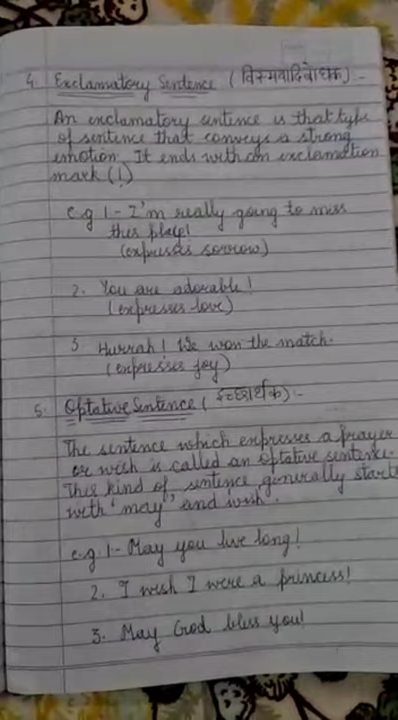 4. Exclamatory Sentence (विस्मयादिबोधक) -
An exclamatory sentence is that type
of sentence that conveys a strong
emotion. It ends with an exclamation
mark (!)
e.g 1 - I'm really going to miss
this place!
(expresses sorrow)
2. You are adorable!
(expresses love)
3 Hurrah! We won the match.
(expresses joy)
5. Optative Sentence (इच्छार्थक) -
The sentence which expresses a prayer
or wish is called an optative sentence.
This kind of sentence generally start
with 'may' and wish.
e.g 1 - May you live long!
2. I wish I were a princess!
3. May God bless you!